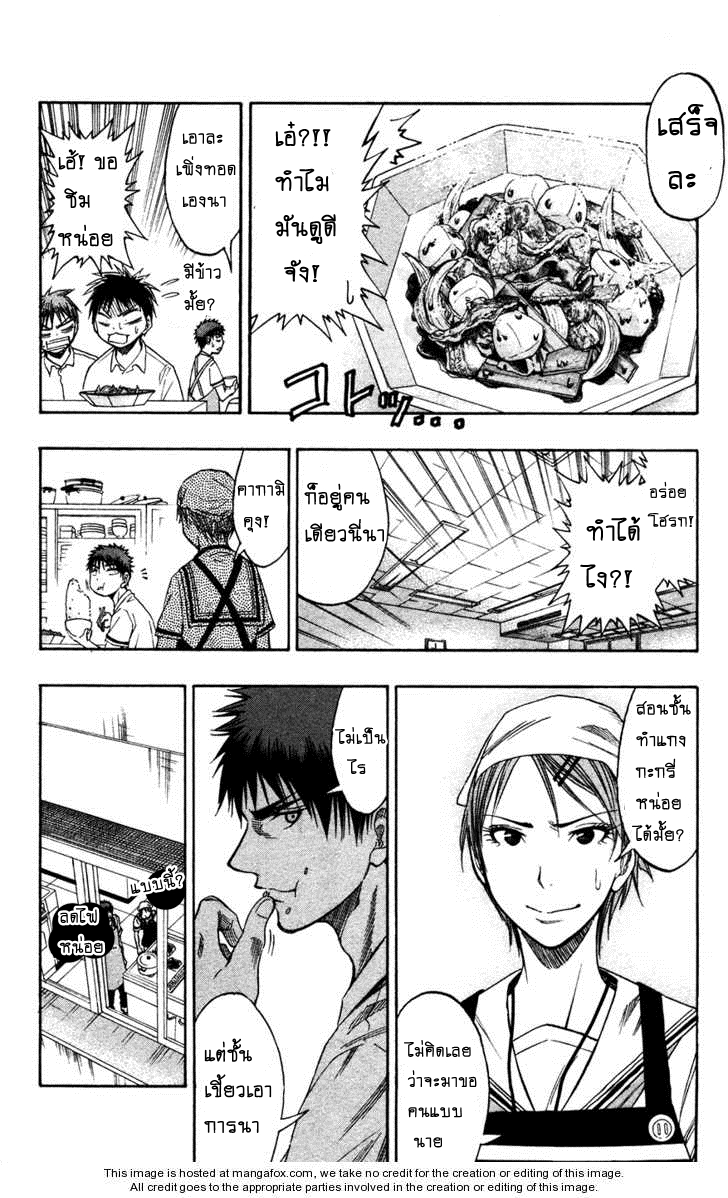 เสร็จ
ละ
เอ๋?!!
ทำไม
มันดูดี
จัง!
コトッ...
เอาละ
เพิ่งทอด
เองนา
เฮ้! ขอ
ชิม
หน่อย
มีข้าว
มั้ย?
อร่อย
โฮรก!
ทำได้
ไง?!
ก็อยู่คน
เดียวนี่นา
คากามิ
คุง!
สอนชั้น
ทำแกง
กะกรี่
หน่อย
ได้มั้ย?
ไม่คิดเลย
ว่าจะมาขอ
คนแบบ
นาย
ไม่เป็น
ไร
แต่ชั้น
เขี้ยวเอา
การนา
แบบนี้?
ลดไฟ
หน่อย
This image is hosted at mangafox.com, we take no credit for the creation or editing of this image.
All credit goes to the appropriate parties involved in the creation or editing of this image.